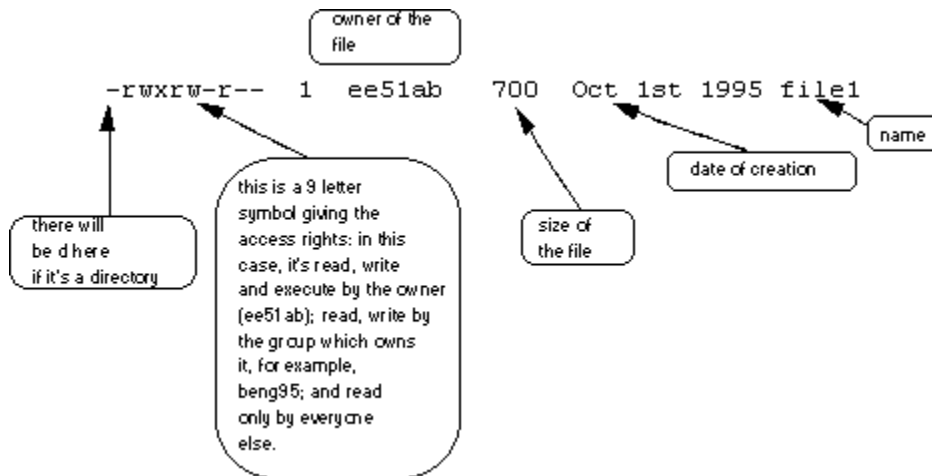 owner of the
file
-rwxrw-r-- 1 ee51ab 700 Oct 1st 1995 file1
name
date of creation
there will
be d here
if it's a directory
this is a 9 letter
symbol giving the
access rights: in this
case, it's read, write
and execute by the owner
(ee51ab); read, write by
the group which owns
it, for example,
beng95; and read
only by everyone
else.
size of
the file